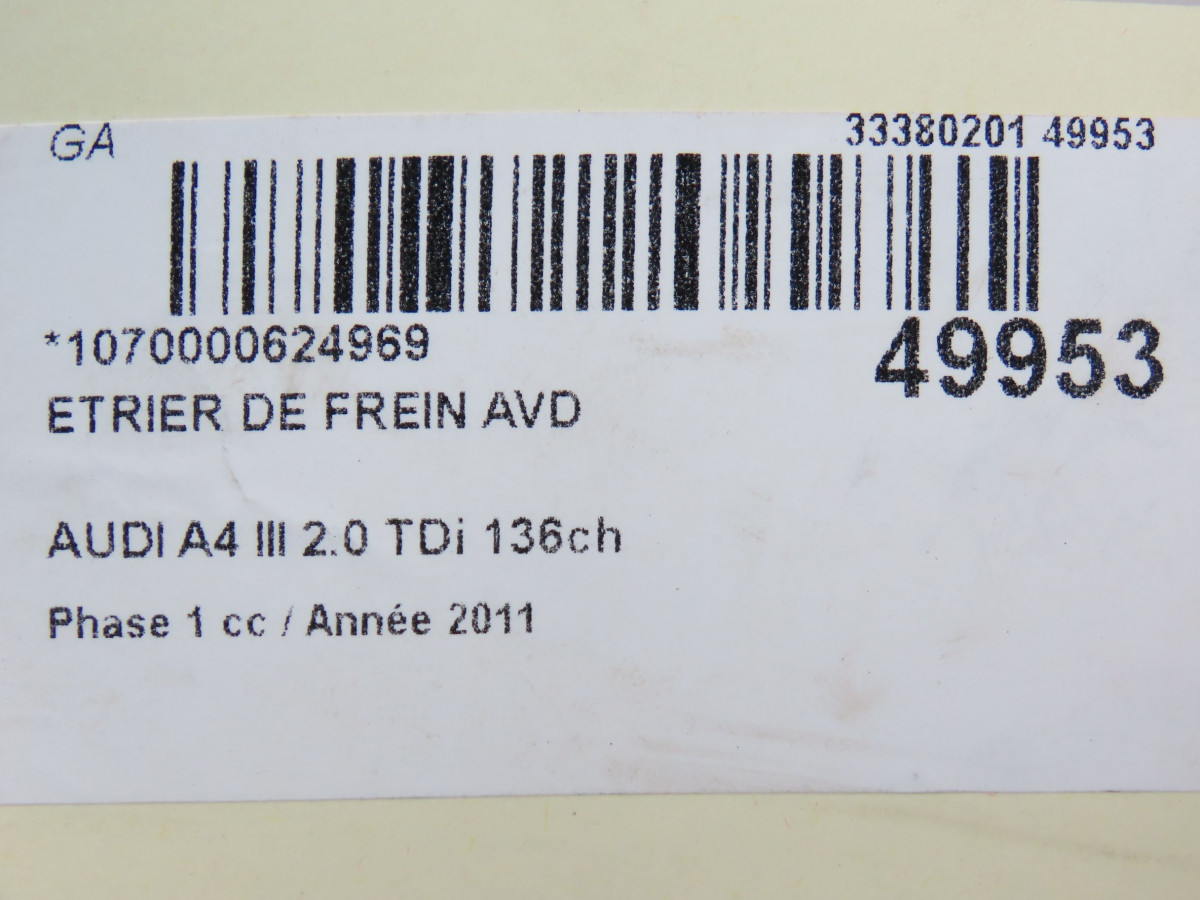 GA
33380201 49953
*1070000624969
49953
ETRIER DE FREIN AVD
AUDI A4 III 2.0 TDi 136ch
Phase 1 cc / Année 2011